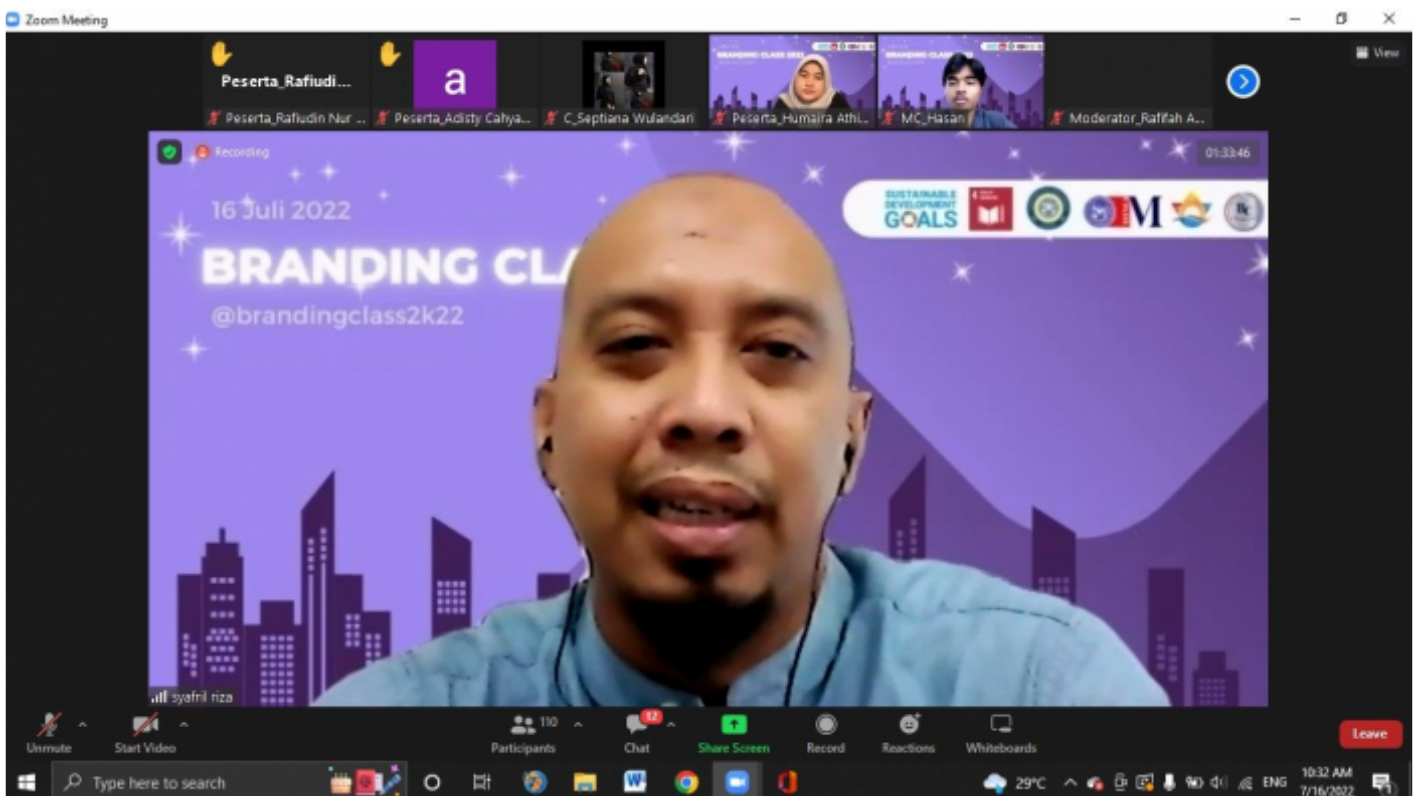 Zoom Meeting
View
Peserta_Rafiudi...
a
Peserta_Rafiudin Nur ...
Peserta_Adisty Cahya...
C_Septiana Wulandari
Peserta_Humaira Athi...
MC_Hasan
Moderator_Rafifah A...
Recording
01:33:46
16 Juli 2022
BRANDING CLA
@brandingclass2k22
SUSTAINABLE
DEVELOPMENT
GOALS
syafril riza
Unmute
Start Video
110
Participants
12
Chat
Share Screen
Record
Reactions
Whiteboards
Leave
Type here to search
29°C
ENG
10:32 AM
7/16/2022